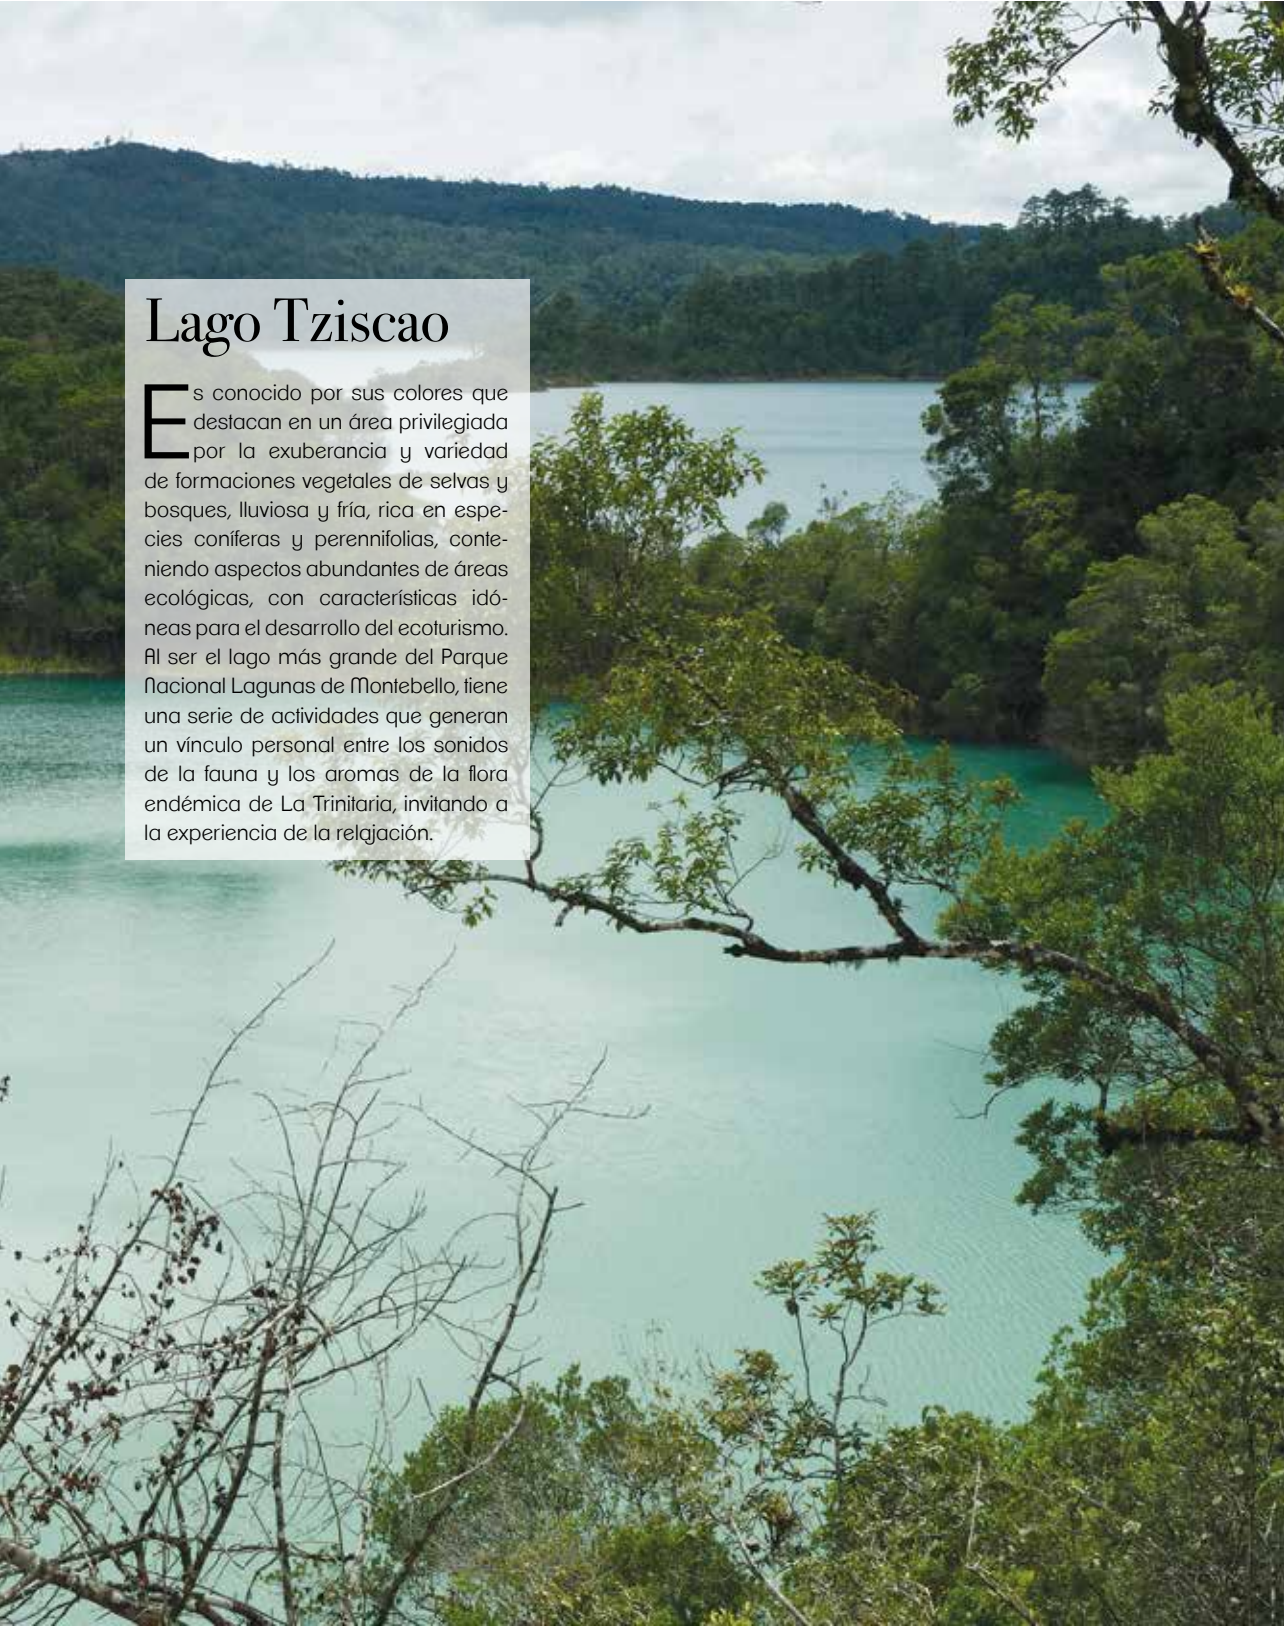 Lago Tziscao
Es conocido por sus colores que
destacan en un área privilegiada
por la exuberancia y variedad
de formaciones vegetales de selvas y
bosques, lluviosa y fría, rica en espe-
cies coníferas y perennifolias, conte-
niendo aspectos abundantes de áreas
ecológicas, con características idó-
neas para el desarrollo del ecoturismo.
Al ser el lago más grande del Parque
Nacional Lagunas de Montebello, tiene
una serie de actividades que generan
un vínculo personal entre los sonidos
de la fauna y los aromas de la flora
endémica de La Trinitaria, invitando a
la experiencia de la relajación.